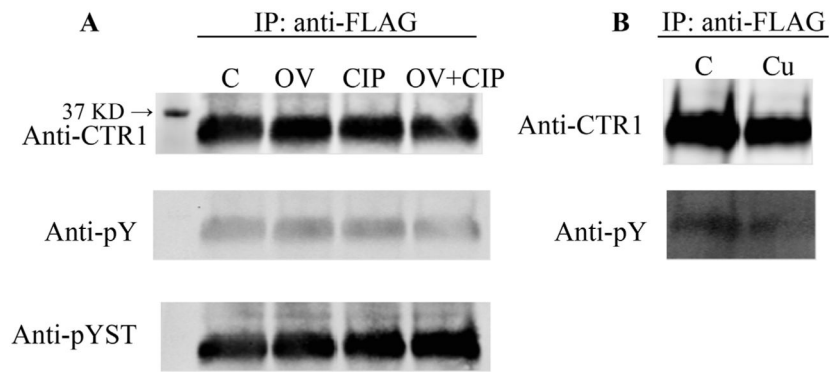 A
IP: anti-FLAG
C OV CIP OV+CIP
37 KD →
Anti-CTR1
Anti-pY
Anti-pYST
B
IP: anti-FLAG
C Cu
Anti-CTR1
Anti-pY